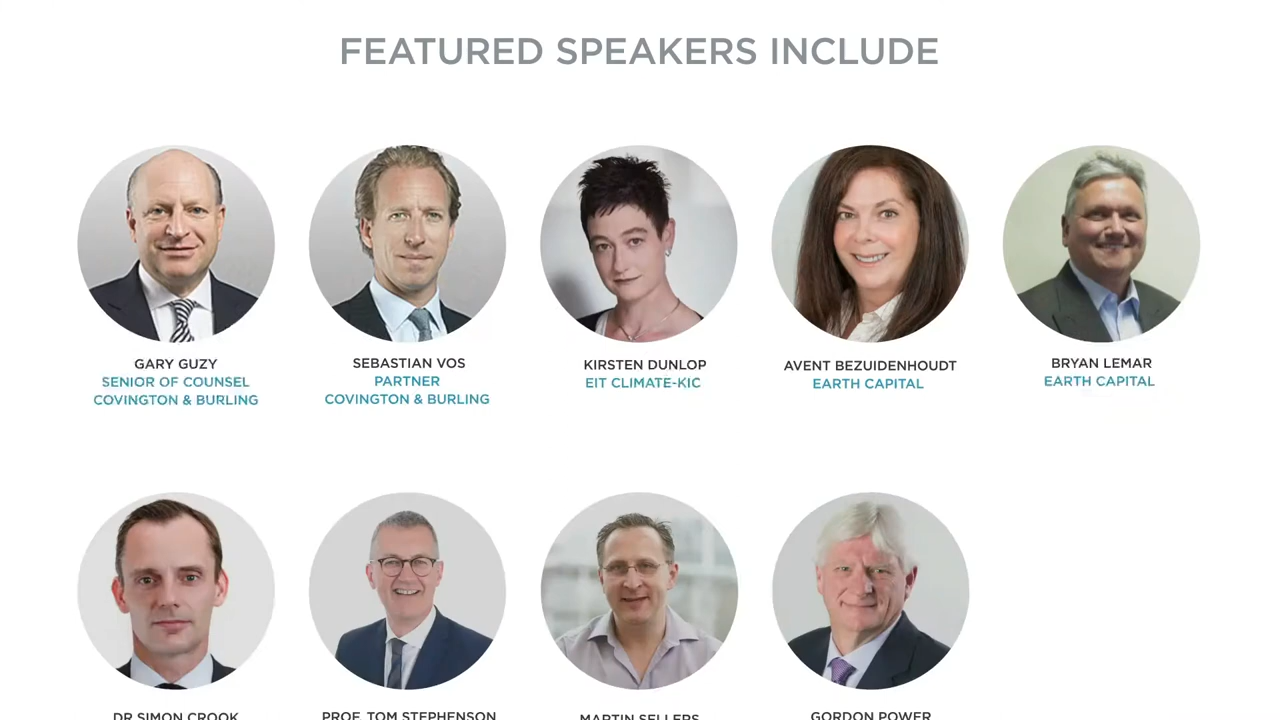 FEATURED SPEAKERS INCLUDE
GARY GUZY
SENIOR OF COUNSEL
COVINGTON & BURLING
SEBASTIAN VOS
PARTNER
COVINGTON & BURLING
KIRSTEN DUNLOP
EIT CLIMATE-KIC
AVENT BEZUIDENHOUDT
EARTH CAPITAL
BRYAN LEMAR
EARTH CAPITAL
DR SIMON CROOK
PROF. TOM STEPHENSON
MARTIN SELLERS
GORDON POWER